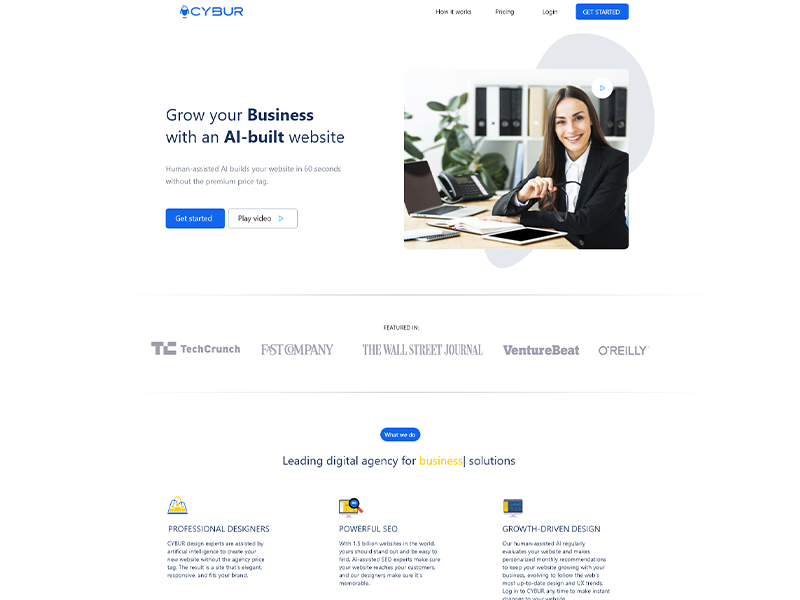 CYBUR
How it works Pricing Login GET STARTED
Grow your Business
with an AI-built website
Human-assisted AI builds your website in 60 seconds
without the premium price tag.
Get started Play video
FEATURED IN:
TC TechCrunch FAST COMPANY THE WALL STREET JOURNAL VentureBeat O'REILLY
What we do
Leading digital agency for business| solutions
PROFESSIONAL DESIGNERS
CYBUR design experts are assisted by
artificial intelligence to create your
new website without the agency price
tag. The result is a site that's elegant,
responsive, and fits your brand.
POWERFUL SEO
With 1.5 billion websites in the world,
yours should stand out and be easy to
find. AI-assisted SEO experts make sure
your website reaches your customers,
and our designers make sure it's
memorable.
GROWTH-DRIVEN DESIGN
Our human-assisted AI regularly
evaluates your website and makes
personalized monthly recommendations
to keep your website growing with your
business, evolving to follow the web's
most up-to-date design and UX trends.
Log in to CYBUR any time to make instant
changes to your website.